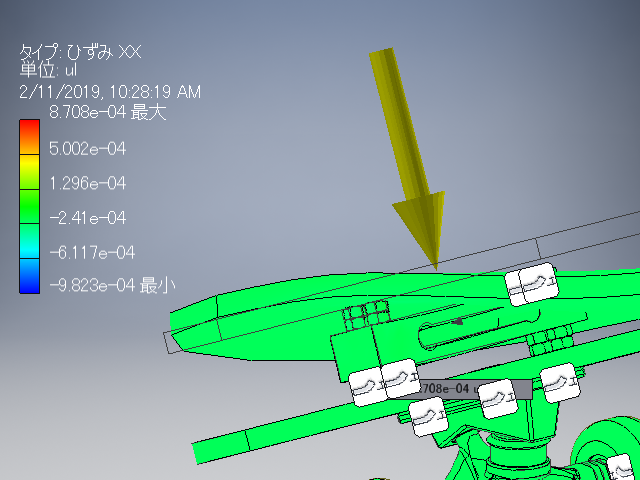 タイプ: ひずみ XX
単位: ul
2/11/2019, 10:28:19 AM
8.708e-04 最大
5.002e-04
1.296e-04
-2.41e-04
-6.117e-04
-9.823e-04 最小
708e-04 u